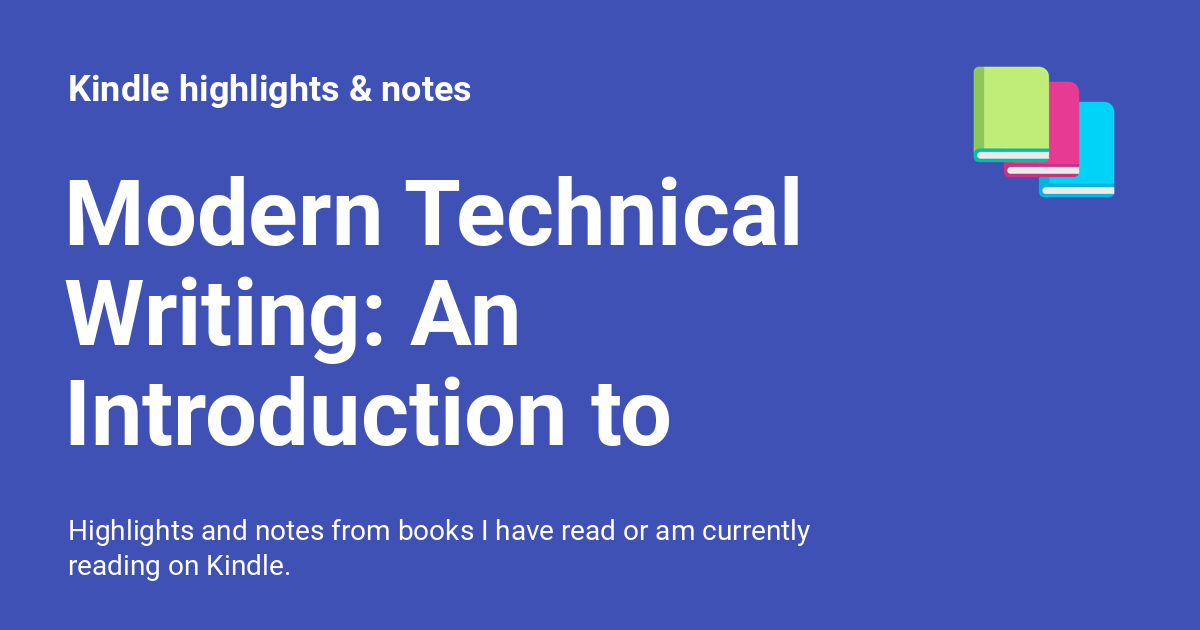 Kindle highlights & notes
Modern Technical
Writing: An
Introduction to
Highlights and notes from books I have read or am currently
reading on Kindle.